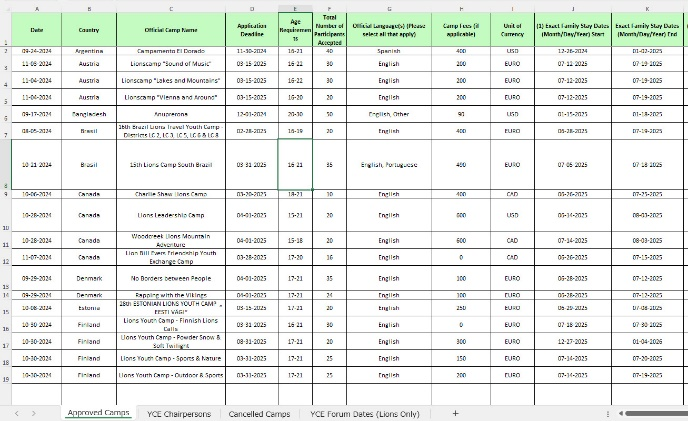 A B C D E F G H I J K
1 Date Country Official Camp Name Application Deadline Age Requirements Total Number of Participants Accepted Official Language(s) (Please select all that apply) Camp Fees (if applicable) Unit of Currency (1) Exact Family Stay Dates (Month/Day/Year) Start Exact Family Stay Dates (Month/Day/Year) End
2 09-24-2024 Argentina Campamento El Dorado 11-30-2024 16-21 40 Spanish 400 USD 12-26-2024 01-02-2025
3 11-03-2024 Austria Lionscamp "Sound of Music" 03-15-2025 16-22 30 English 200 EURO 07-12-2025 07-19-2025
4 11-04-2024 Austria Lionscamp "Lakes and Mountains" 03-15-2025 16-22 30 English 200 EURO 07-12-2025 07-19-2025
5 11-04-2024 Austria Lionscamp "Vienna and Around" 03-15-2025 16-20 20 English 200 EURO 07-12-2025 07-19-2025
6 09-17-2024 Bangladesh Anuprerona 12-01-2024 20-30 50 English, Other 90 USD 01-15-2025 01-18-2025
7 08-05-2024 Brasil 16th Brazil Lions Travel Youth Camp - Districts LC 2, LC 3, LC 5, LC 6 & LC 8 02-28-2025 16-19 20 English 400 EURO 06-28-2025 07-19-2025
8 10 21 2024 Brasil 15th Lions Camp South Brazil 03 31 2025 16 21 35 English, Portuguese 490 EURO 07 05 2025 07 18 2025
9 10-06-2024 Canada Charlie Shaw Lions Camp 03-20-2025 18-21 10 English 400 CAD 06-26-2025 07-25-2025
10 10-28-2024 Canada Lions Leadership Camp 04-01-2025 15-21 20 English 600 USD 06-14-2025 08-03-2025
11 10-28-2024 Canada Woodcreek Lions Mountain Adventure 04-01-2025 15-18 20 English 600 CAD 07-14-2025 08-03-2025
12 11-07-2024 Canada Lion Bill Evers Friendship Youth Exchange Camp 03-28-2025 17-20 16 English 0 CAD 06-26-2025 07-15-2025
13 09-29-2024 Denmark No Borders between People 04-01-2025 17-21 35 English 100 EURO 06-28-2025 07-12-2025
14 09-29-2024 Denmark Rapping with the Vikings 04-01-2025 17-21 24 English 100 EURO 06-28-2025 07-12-2025
15 10-08-2024 Estonia 28th ESTONIAN LIONS YOUTH CAMP „ EESTI VÄGI" 03-15-2025 17-21 20 English 250 EURO 06-29-2025 07-08-2025
16 10 30 2024 Finland Lions Youth Camp - Finnish Lions Calls 03 31 2025 16 21 30 English 0 EURO 07 18 2025 07 30 2025
17 10-30-2024 Finland Lions Youth Camp - Powder Snow & Soft Twilight 08-31-2025 17-21 20 English 300 EURO 12-27-2025 01-04-2026
18 10-30-2024 Finland Lions Youth Camp - Sports & Nature 03-31-2025 17-21 25 English 150 EURO 07-14-2025 07-20-2025
19 10-30-2024 Finland Lions Youth Camp - Outdoor & Sports 03-31-2025 17-21 25 English 200 EURO 07-14-2025 07-19-2025
Approved Camps YCE Chairpersons Cancelled Camps YCE Forum Dates (Lions Only) +